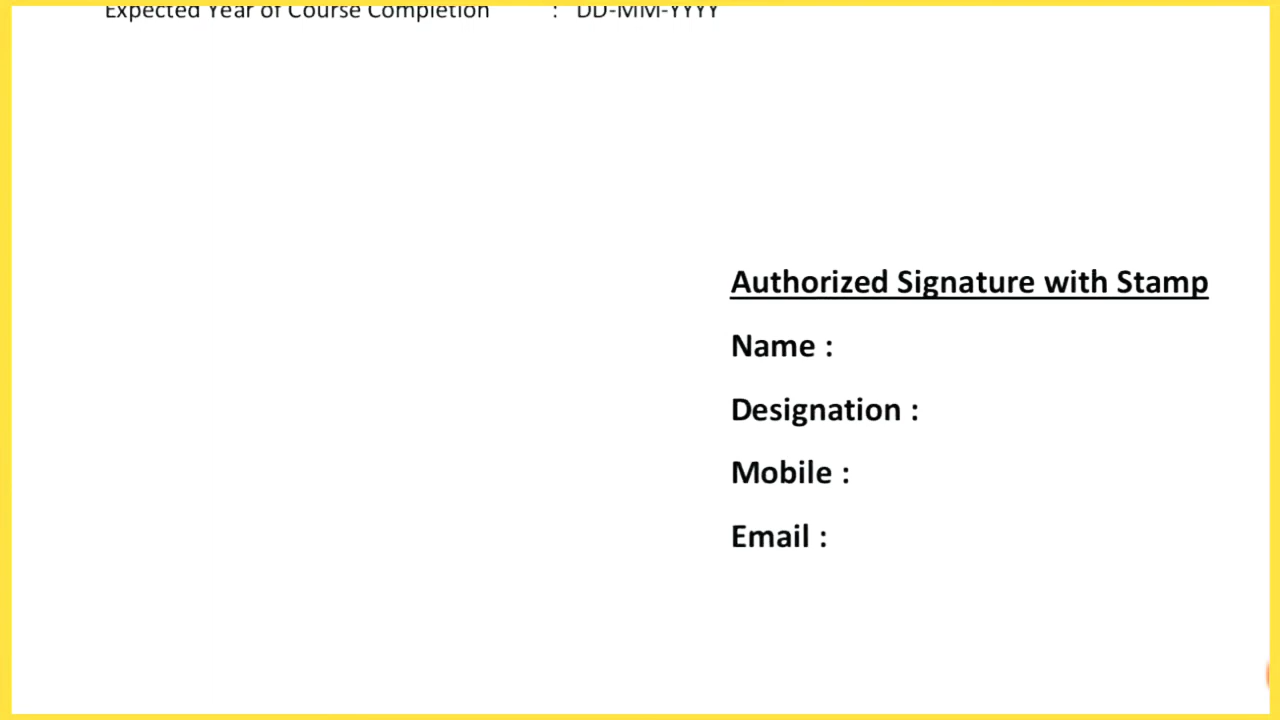 Expected Year of Course Completion : DD-MM-YYYY
Authorized Signature with Stamp
Name :
Designation :
Mobile :
Email :